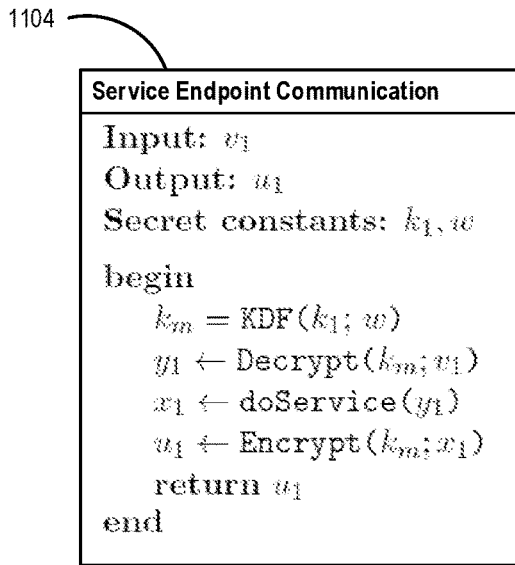 1104
Service Endpoint Communication
Input: v₁
Output: u₁
Secret constants: k₁, w
begin
kₘ = KDF(k₁; w)
y₁ ← Decrypt(kₘ; v₁)
x₁ ← doService(y₁)
u₁ ← Encrypt(kₘ; x₁)
return u₁
end